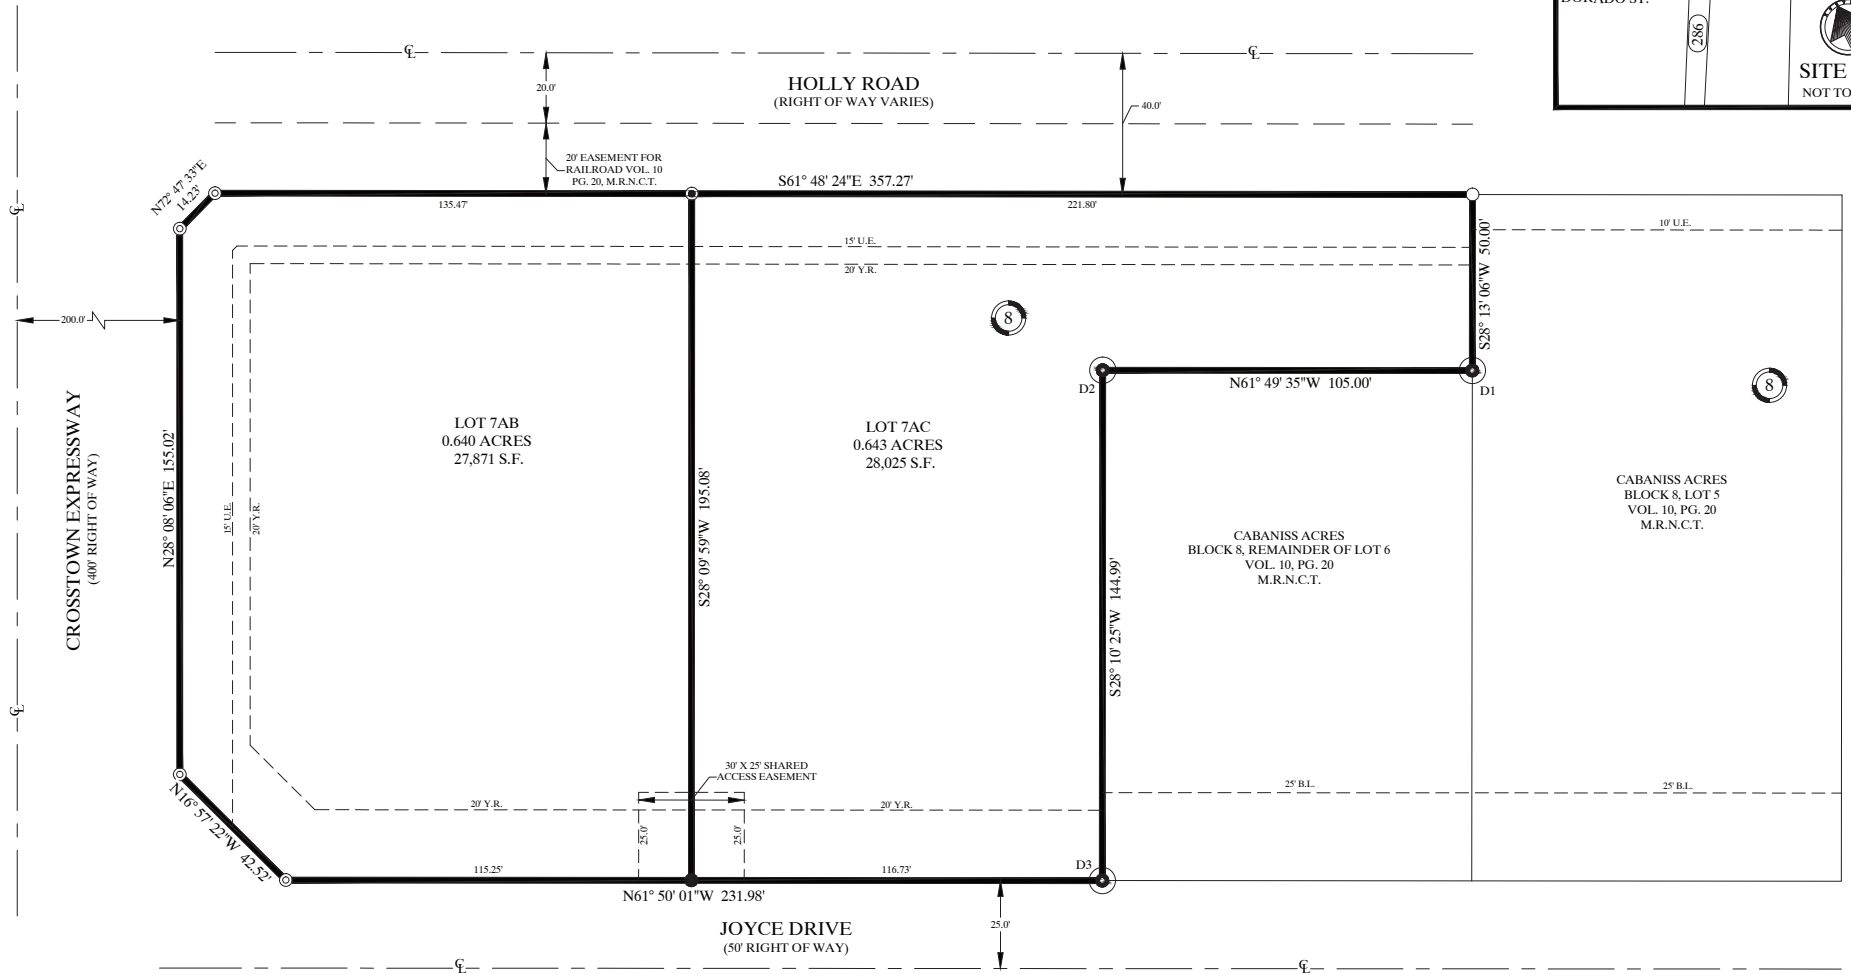 DORADO ST.
286
SITE
NOT TO
℄
℄
HOLLY ROAD
(RIGHT OF WAY VARIES)
20.0'
40.0'
20' EASEMENT FOR
RAILROAD VOL. 10
PG. 20, M.R.N.C.T.
N72° 47' 33"E
14.23'
S61° 48' 24"E 357.27'
135.47'
221.80'
℄
15' U.E.
20' Y.R.
10' U.E.
S28° 13' 06"W 50.00'
200.0'
8
8
D2
N61° 49' 35"W 105.00'
D1
CROSSTOWN EXPRESSWAY
(400' RIGHT OF WAY)
N28° 08' 06"E 155.02'
15' U.E.
20' Y.R.
LOT 7AB
0.640 ACRES
27,871 S.F.
S28° 09' 59"W 195.08'
LOT 7AC
0.643 ACRES
28,025 S.F.
S28° 10' 25"W 144.99'
CABANISS ACRES
BLOCK 8, REMAINDER OF LOT 6
VOL. 10, PG. 20
M.R.N.C.T.
CABANISS ACRES
BLOCK 8, LOT 5
VOL. 10, PG. 20
M.R.N.C.T.
℄
30' X 25' SHARED
ACCESS EASEMENT
25' B.L.
25' B.L.
20' Y.R.
20' Y.R.
25.0'
25.0'
N16° 57' 22"W 42.52'
115.25'
116.73'
D3
N61° 50' 01"W 231.98'
JOYCE DRIVE
(50' RIGHT OF WAY)
25.0'
℄
℄